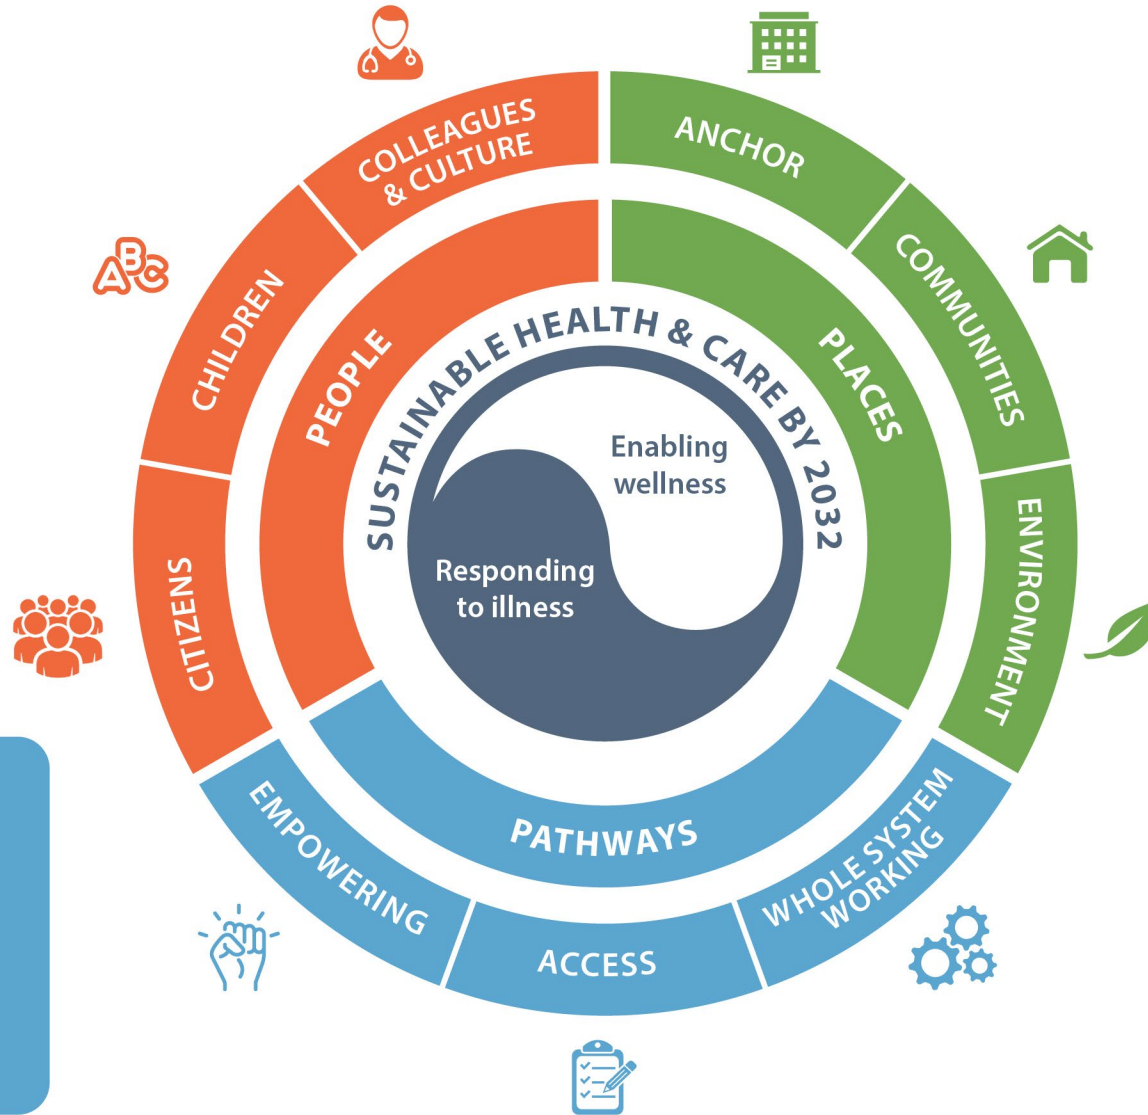 COLLEAGUES
& CULTURE
ANCHOR
COMMUNITIES
ENVIRONMENT
WHOLE SYSTEM
WORKING
ACCESS
EMPOWERING
CITIZENS
CHILDREN
ABC
PEOPLE
PLACES
PATHWAYS
SUSTAINABLE HEALTH & CARE BY 2032
Enabling
wellness
Responding
to illness